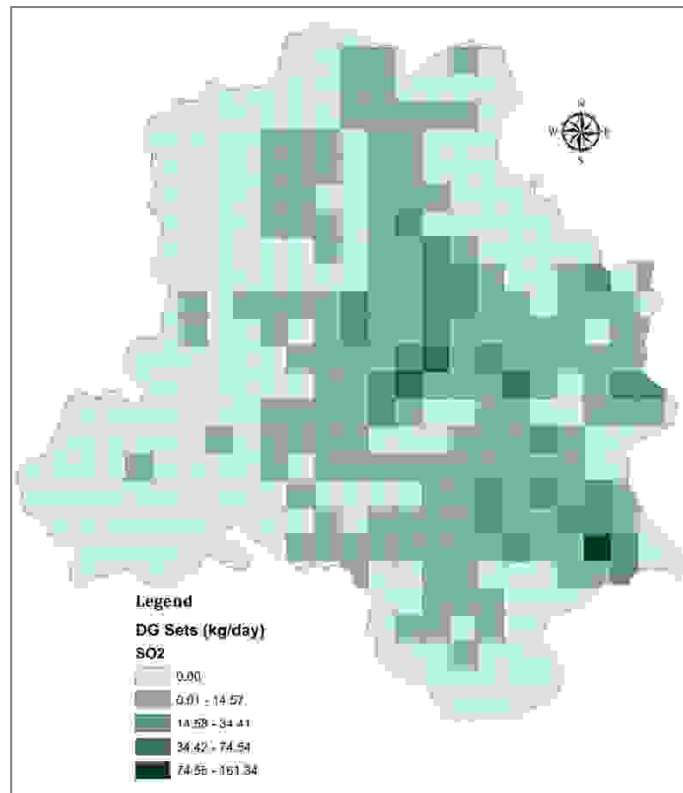 N
W E
S
Legend
DG Sets (kg/day)
SO2
0.00
0.01 - 14.57
14.58 - 34.41
34.42 - 74.54
74.55 - 161.34